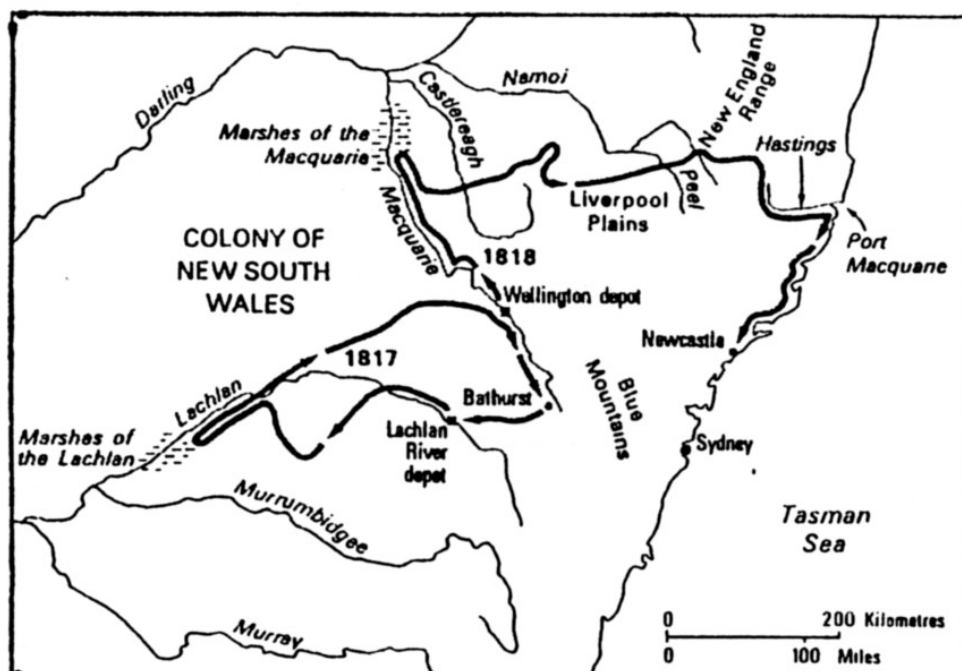 Darling
Marshes of the
Macquarie
Castlereagh
Namoi
New England
Range
Hastings
Peel
Liverpool
Plains
Port
Macquane
Macquarie
COLONY OF
NEW SOUTH
WALES
1818
Wellington depot
Newcastle
1817
Blue
Mountains
Lachlan
Bathurst
Marshes of
the Lachlan
Lachlan
River
depot
Sydney
Murrumbidgee
Tasman
Sea
Murray
0 200 Kilometres
0 100 Miles